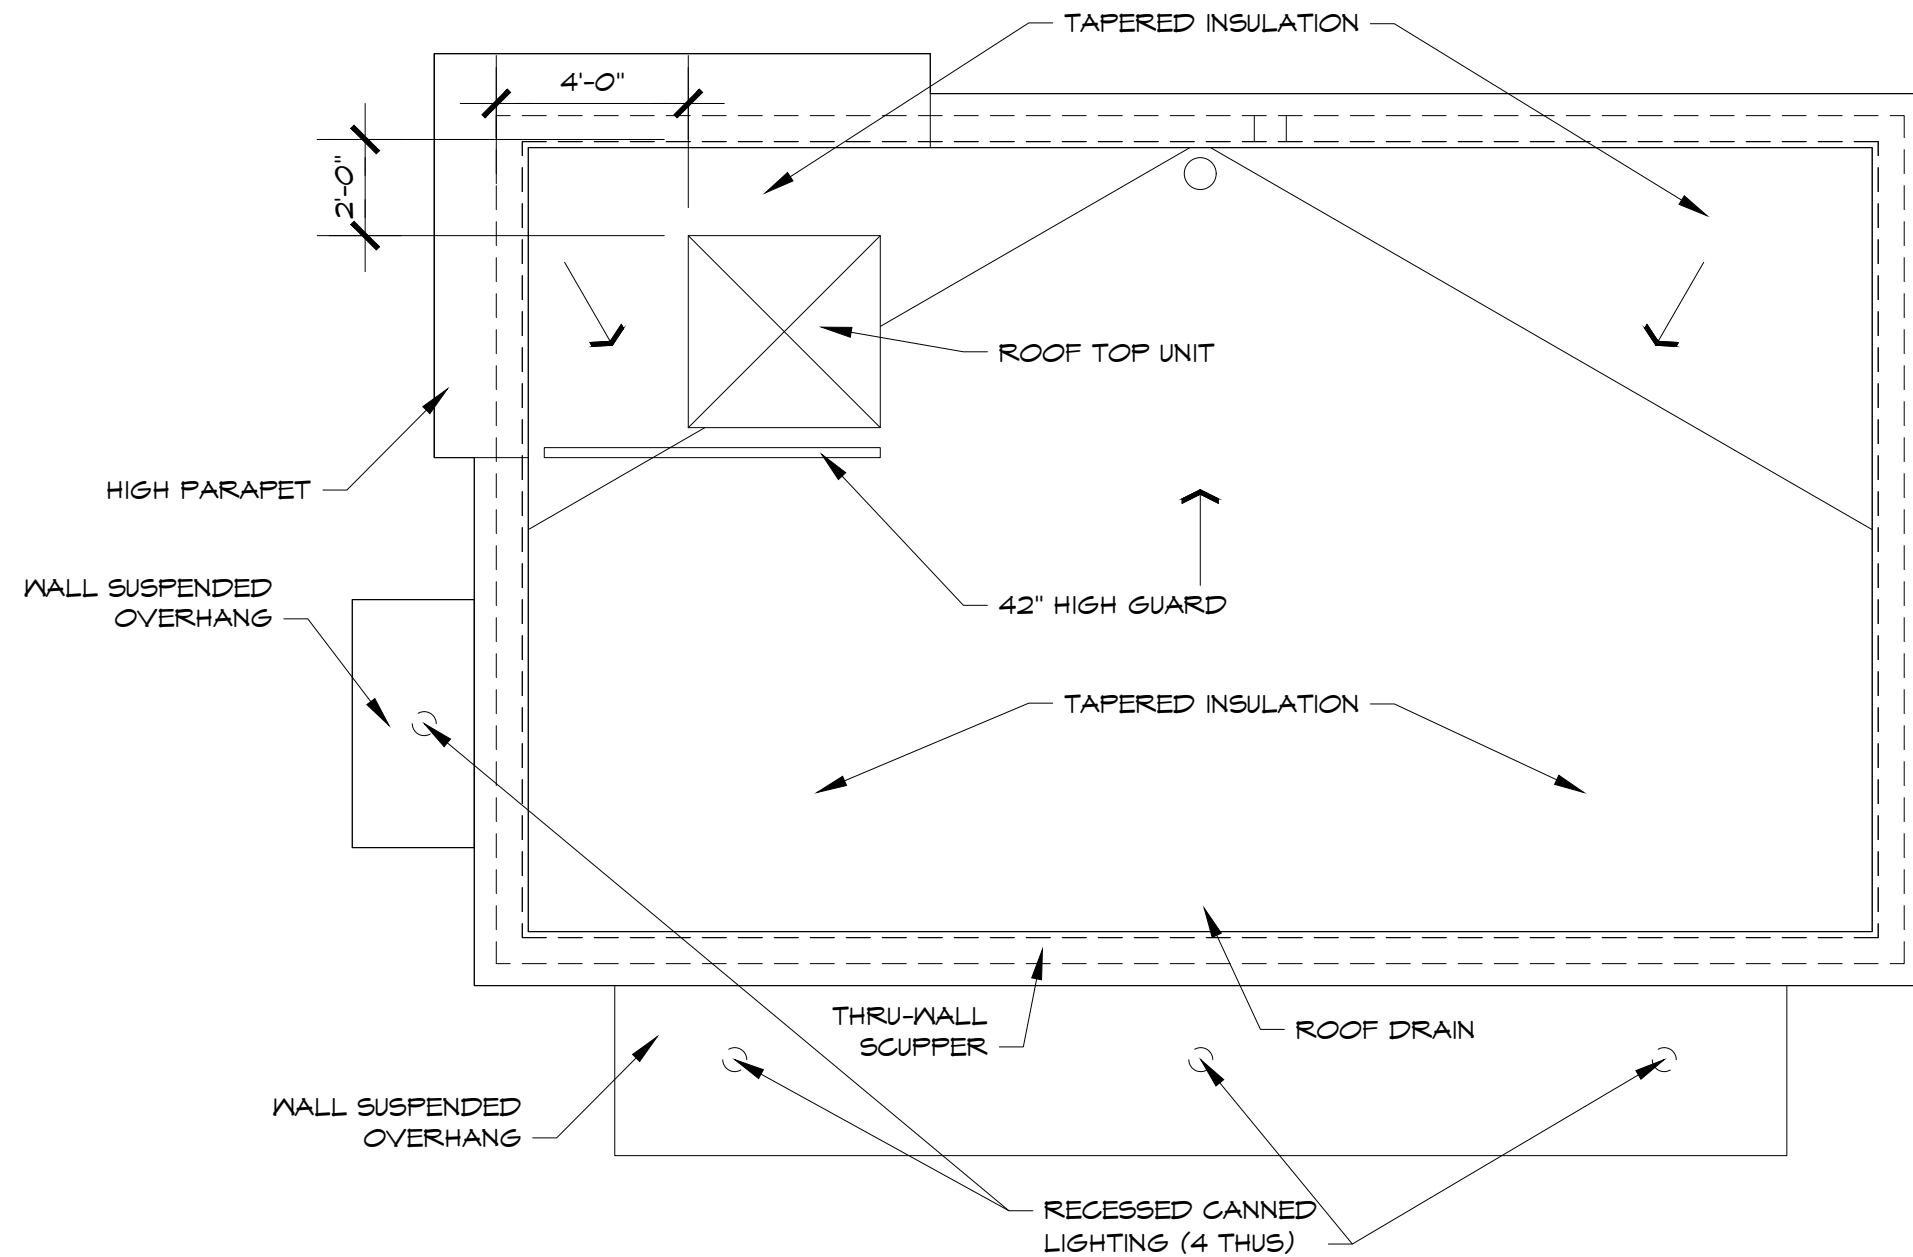 TAPERED INSULATION
4'-0"
2'-0"
ROOF TOP UNIT
HIGH PARAPET
WALL SUSPENDED
OVERHANG
42" HIGH GUARD
TAPERED INSULATION
THRU-WALL
SCUPPER
ROOF DRAIN
WALL SUSPENDED
OVERHANG
RECESSED CANNED
LIGHTING (4 THUS)